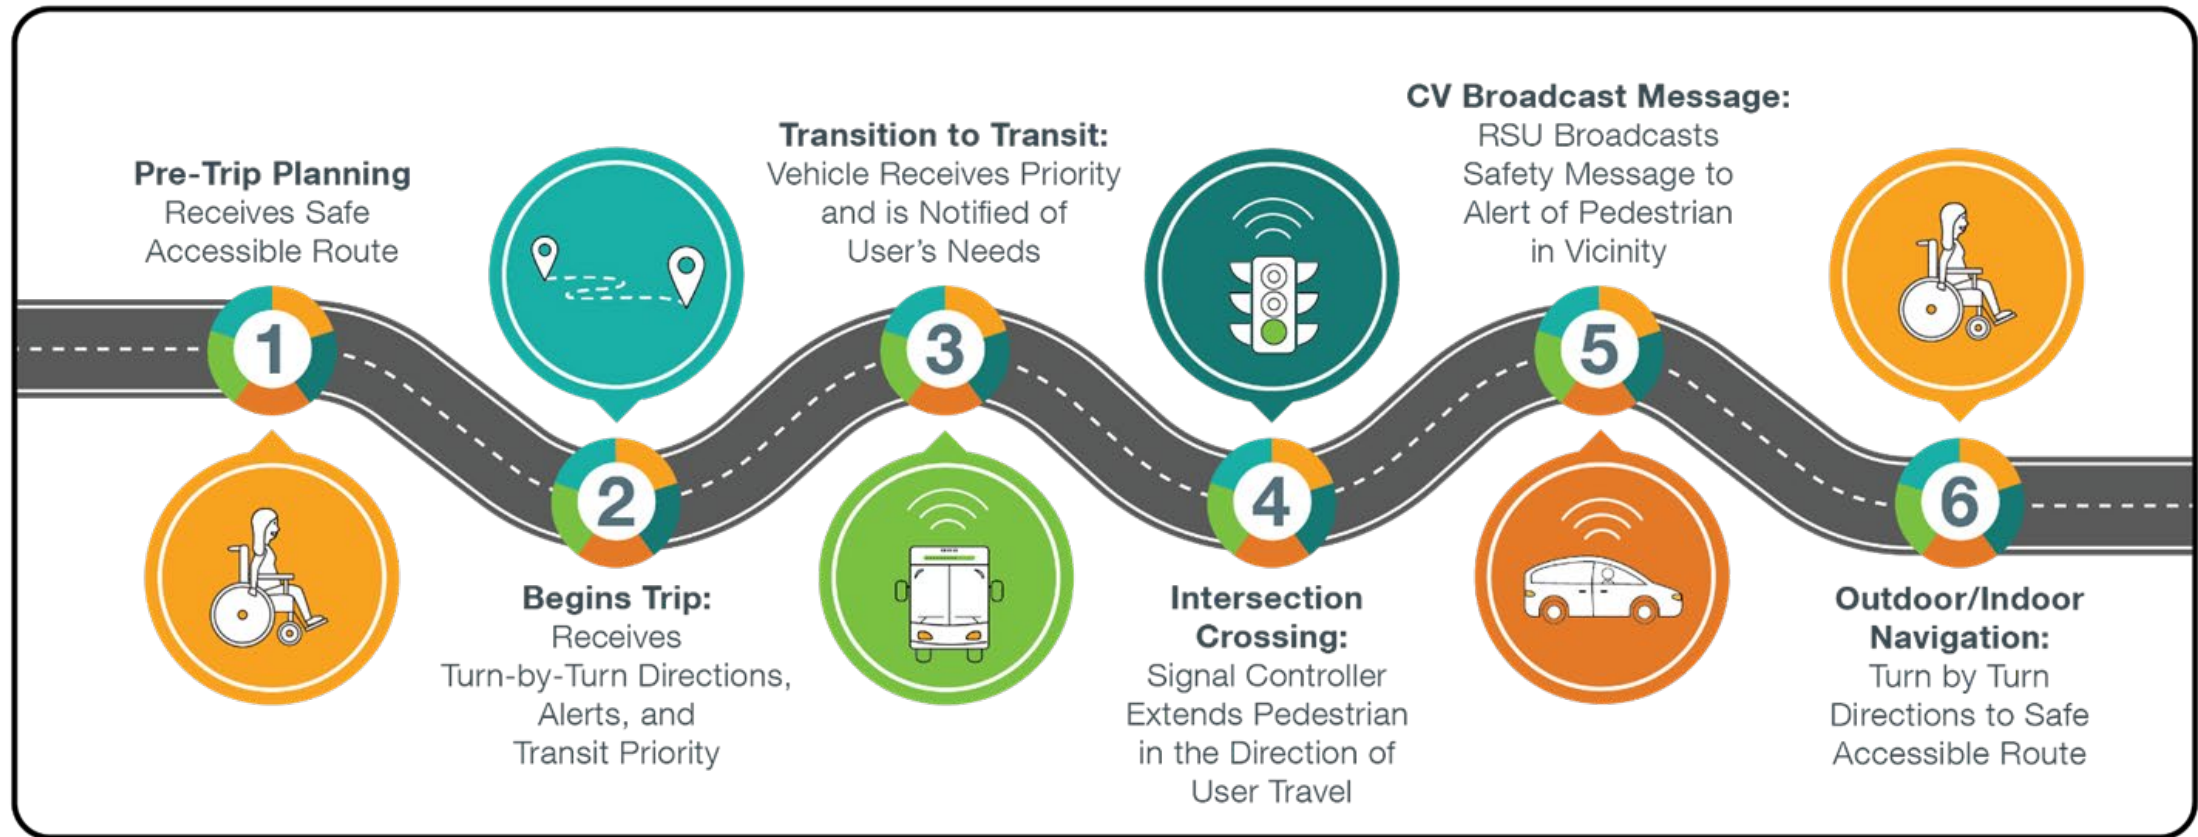 1
Pre-Trip Planning
Receives Safe
Accessible Route
2
Begins Trip:
Receives
Turn-by-Turn Directions,
Alerts, and
Transit Priority
3
Transition to Transit:
Vehicle Receives Priority
and is Notified of
User's Needs
4
Intersection
Crossing:
Signal Controller
Extends Pedestrian
in the Direction of
User Travel
5
CV Broadcast Message:
RSU Broadcasts
Safety Message to
Alert of Pedestrian
in Vicinity
6
Outdoor/Indoor
Navigation:
Turn by Turn
Directions to Safe
Accessible Route